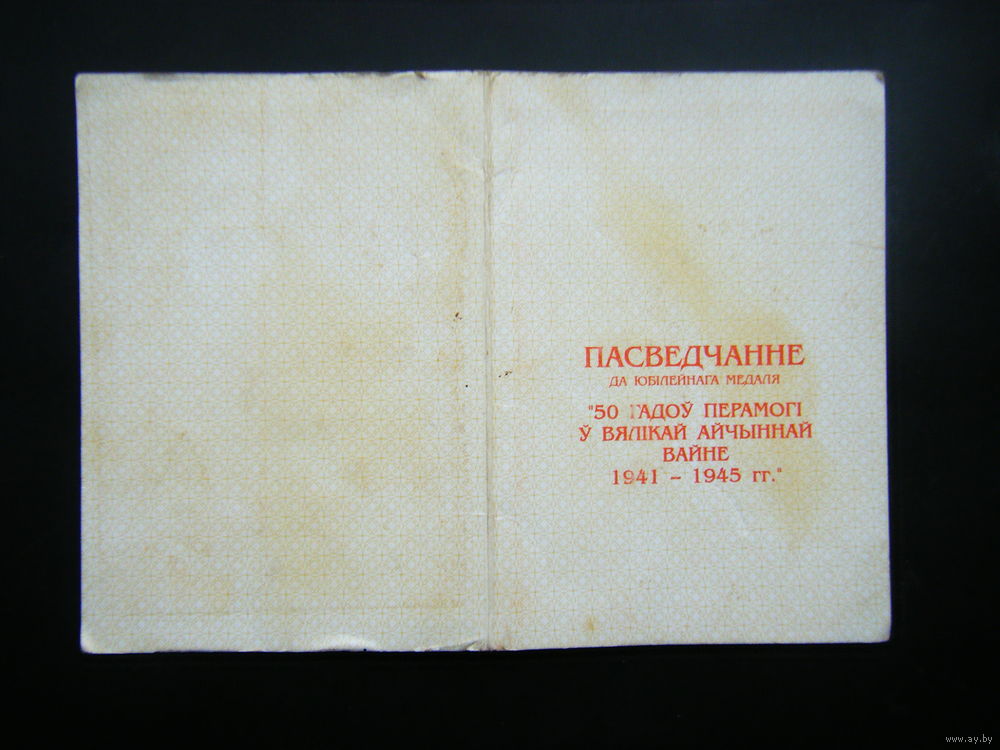 ПАСВЕДЧАННЕ
ДА ЮБІЛЕЙНАГА МЕДАЛЯ
"50 ГАДОЎ ПЕРАМОГІ
Ў ВЯЛІКАЙ АЙЧЫННАЙ
ВАЙНЕ
1941 – 1945 гг."
www.ay.by